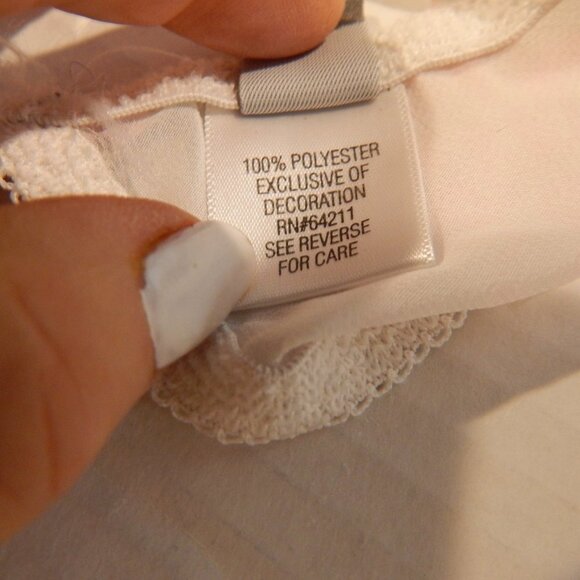 100% POLYESTER
EXCLUSIVE OF
DECORATION
RN#64211
SEE REVERSE
FOR CARE